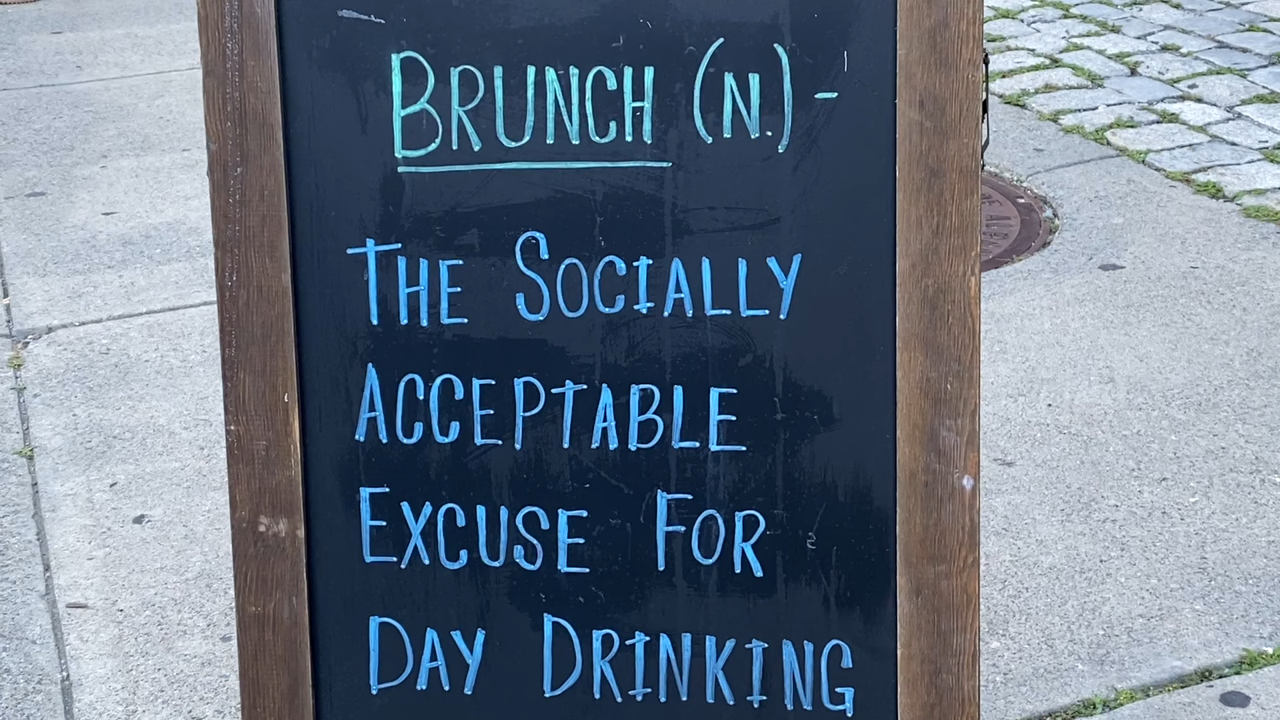 BRUNCH (N.) -
THE SOCIALLY
ACCEPTABLE
EXCUSE FOR
DAY DRINKING